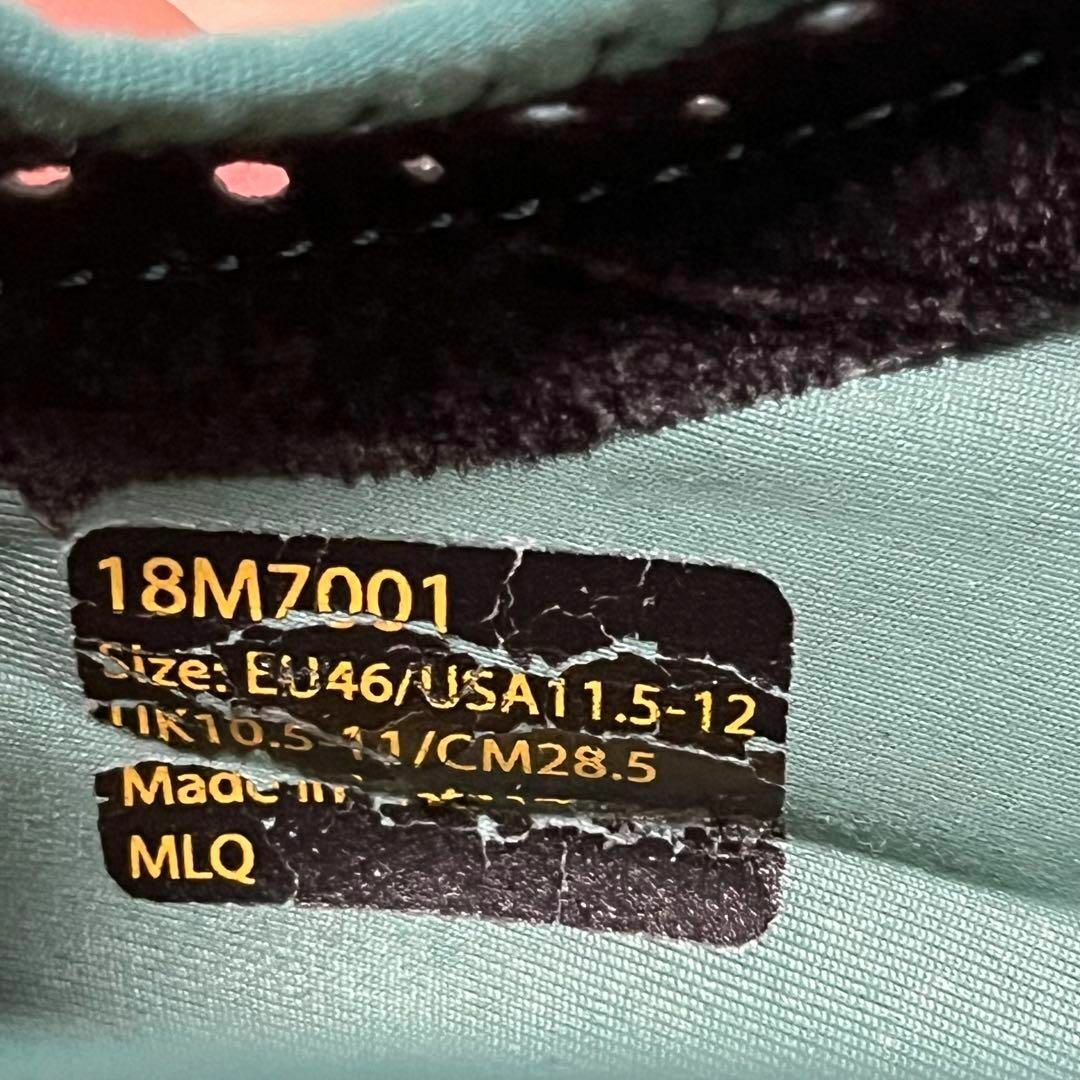 18M7001
Size: EU46/USA11.5-12
UK10.5-11/CM28.5
Made in
MLQ